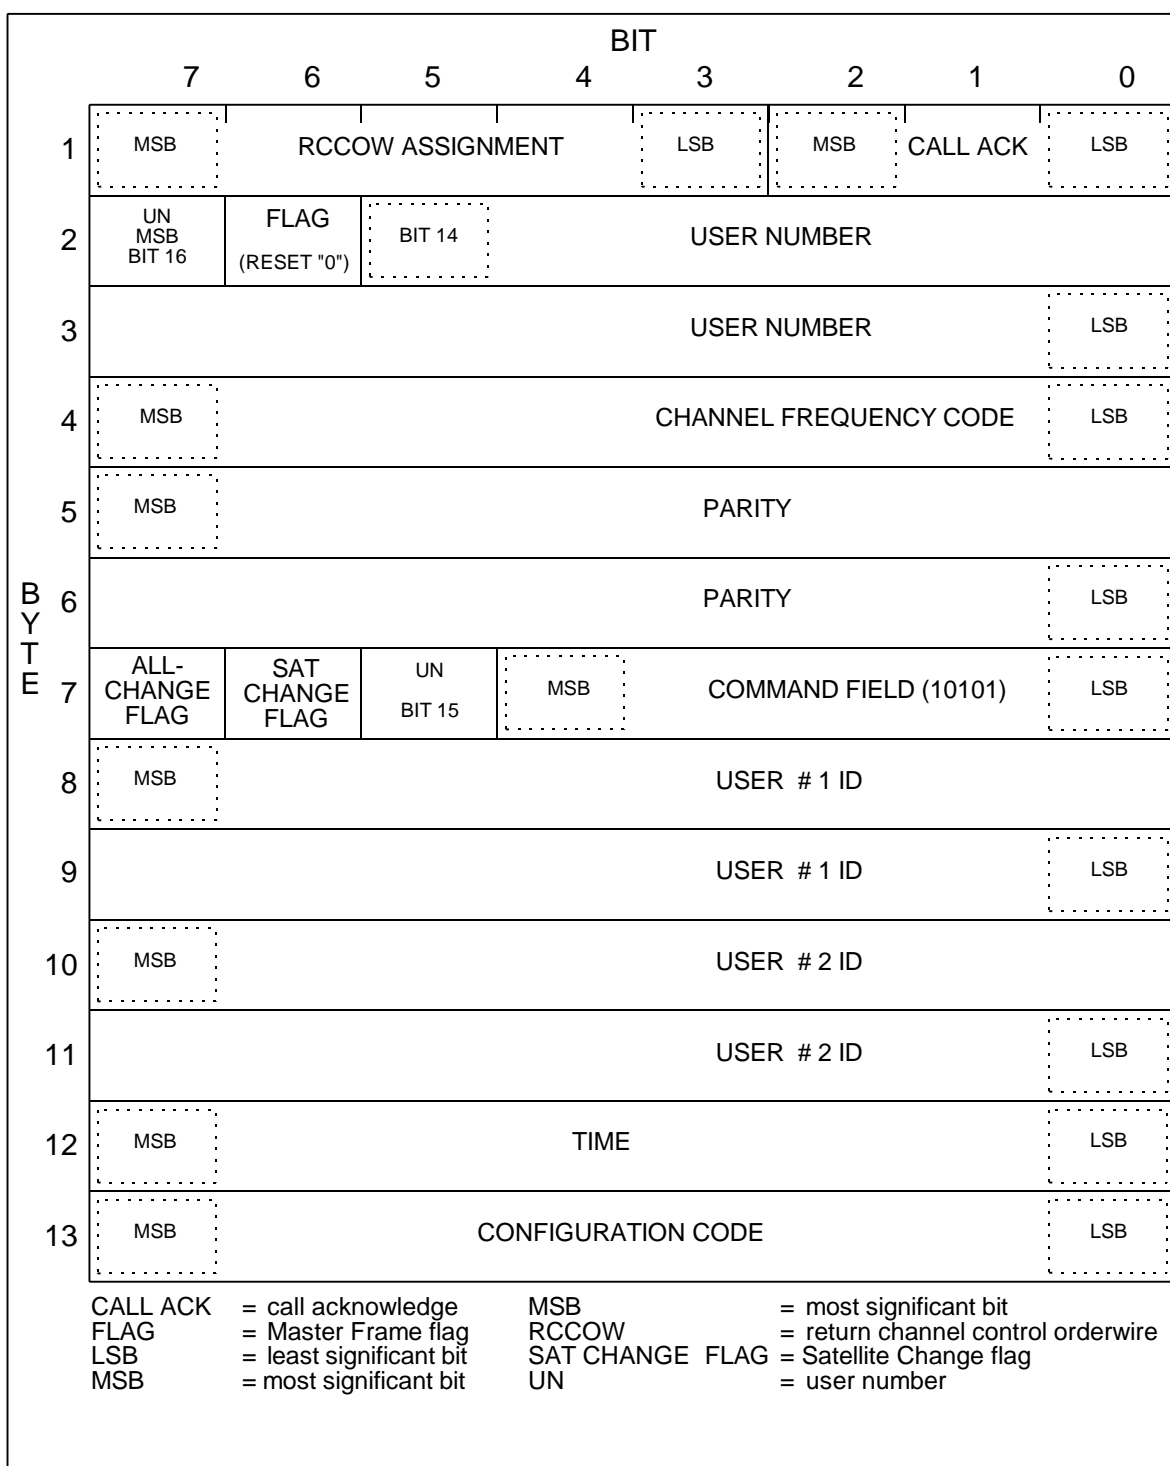 BIT
7 6 5 4 3 2 1 0
1 MSB RCCOW ASSIGNMENT LSB MSB CALL ACK LSB
2 UN MSB BIT 16 FLAG (RESET "0") BIT 14 USER NUMBER
3 USER NUMBER LSB
4 MSB CHANNEL FREQUENCY CODE LSB
5 MSB PARITY
BYTE
6 PARITY LSB
7 ALL-CHANGE FLAG SAT CHANGE FLAG UN BIT 15 MSB COMMAND FIELD (10101) LSB
8 MSB USER # 1 ID
9 USER # 1 ID LSB
10 MSB USER # 2 ID
11 USER # 2 ID LSB
12 MSB TIME LSB
13 MSB CONFIGURATION CODE LSB
CALL ACK = call acknowledge MSB = most significant bit
FLAG = Master Frame flag RCCOW = return channel control orderwire
LSB = least significant bit SAT CHANGE FLAG = Satellite Change flag
MSB = most significant bit UN = user number